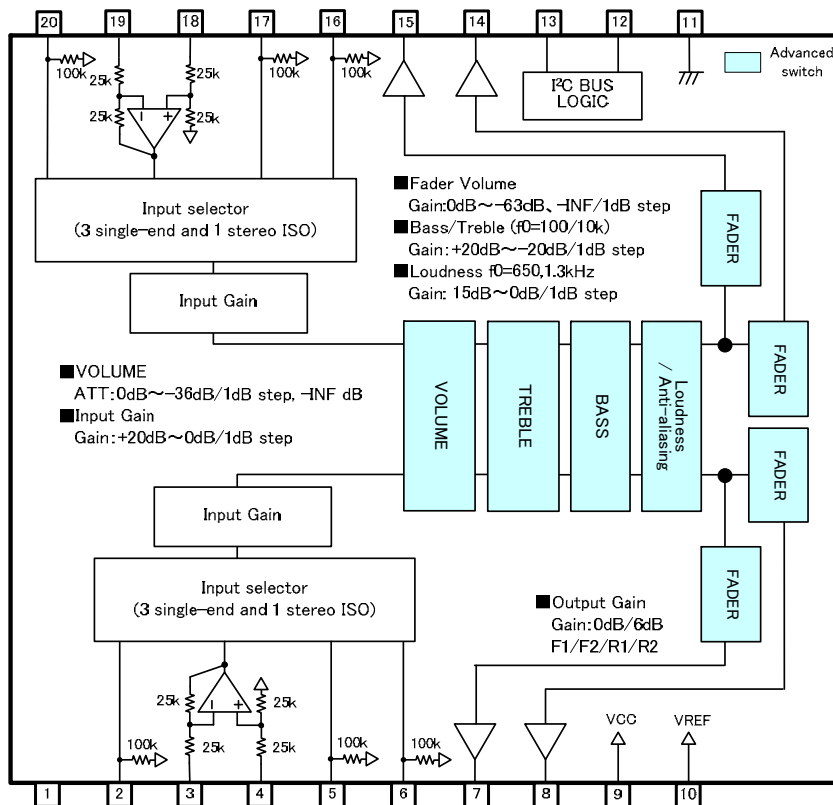 20 19 18 17 16 15 14 13 12 11
100k
25k
25k
25k
25k
100k
100k
I²C BUS
LOGIC
Advanced
switch
Input selector
(3 single-end and 1 stereo ISO)
■Fader Volume
Gain:0dB~-63dB、-INF/1dB step
■Bass/Treble (f0=100/10k)
Gain:+20dB~-20dB/1dB step
■Loudness f0=650,1.3kHz
Gain: 15dB~0dB/1dB step
FADER
Input Gain
■VOLUME
ATT:0dB~-36dB/1dB step, -INF dB
■Input Gain
Gain:+20dB~0dB/1dB step
VOLUME
TREBLE
BASS
Loudness
/ Anti-aliasing
FADER
FADER
Input Gain
Input selector
(3 single-end and 1 stereo ISO)
■Output Gain
Gain:0dB/6dB
F1/F2/R1/R2
FADER
25k
25k
25k
25k
100k
100k
100k
VCC
VREF
1 2 3 4 5 6 7 8 9 10